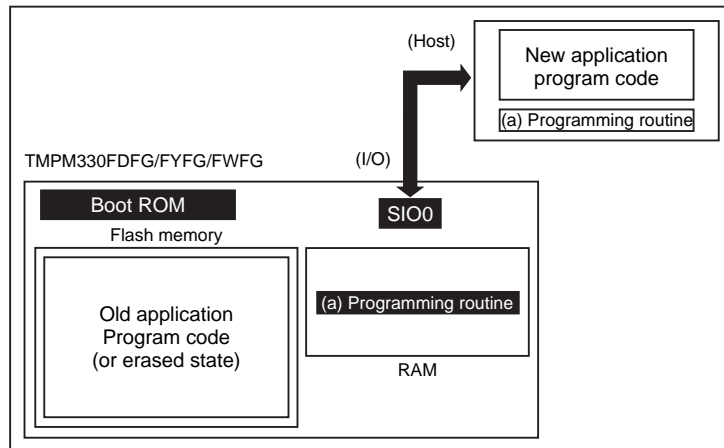 (Host)
New application
program code
(a) Programming routine
(I/O)
TMPM330FDFG/FYFG/FWFG
Boot ROM
SIO0
Flash memory
Old application
Program code
(or erased state)
(a) Programming routine
RAM